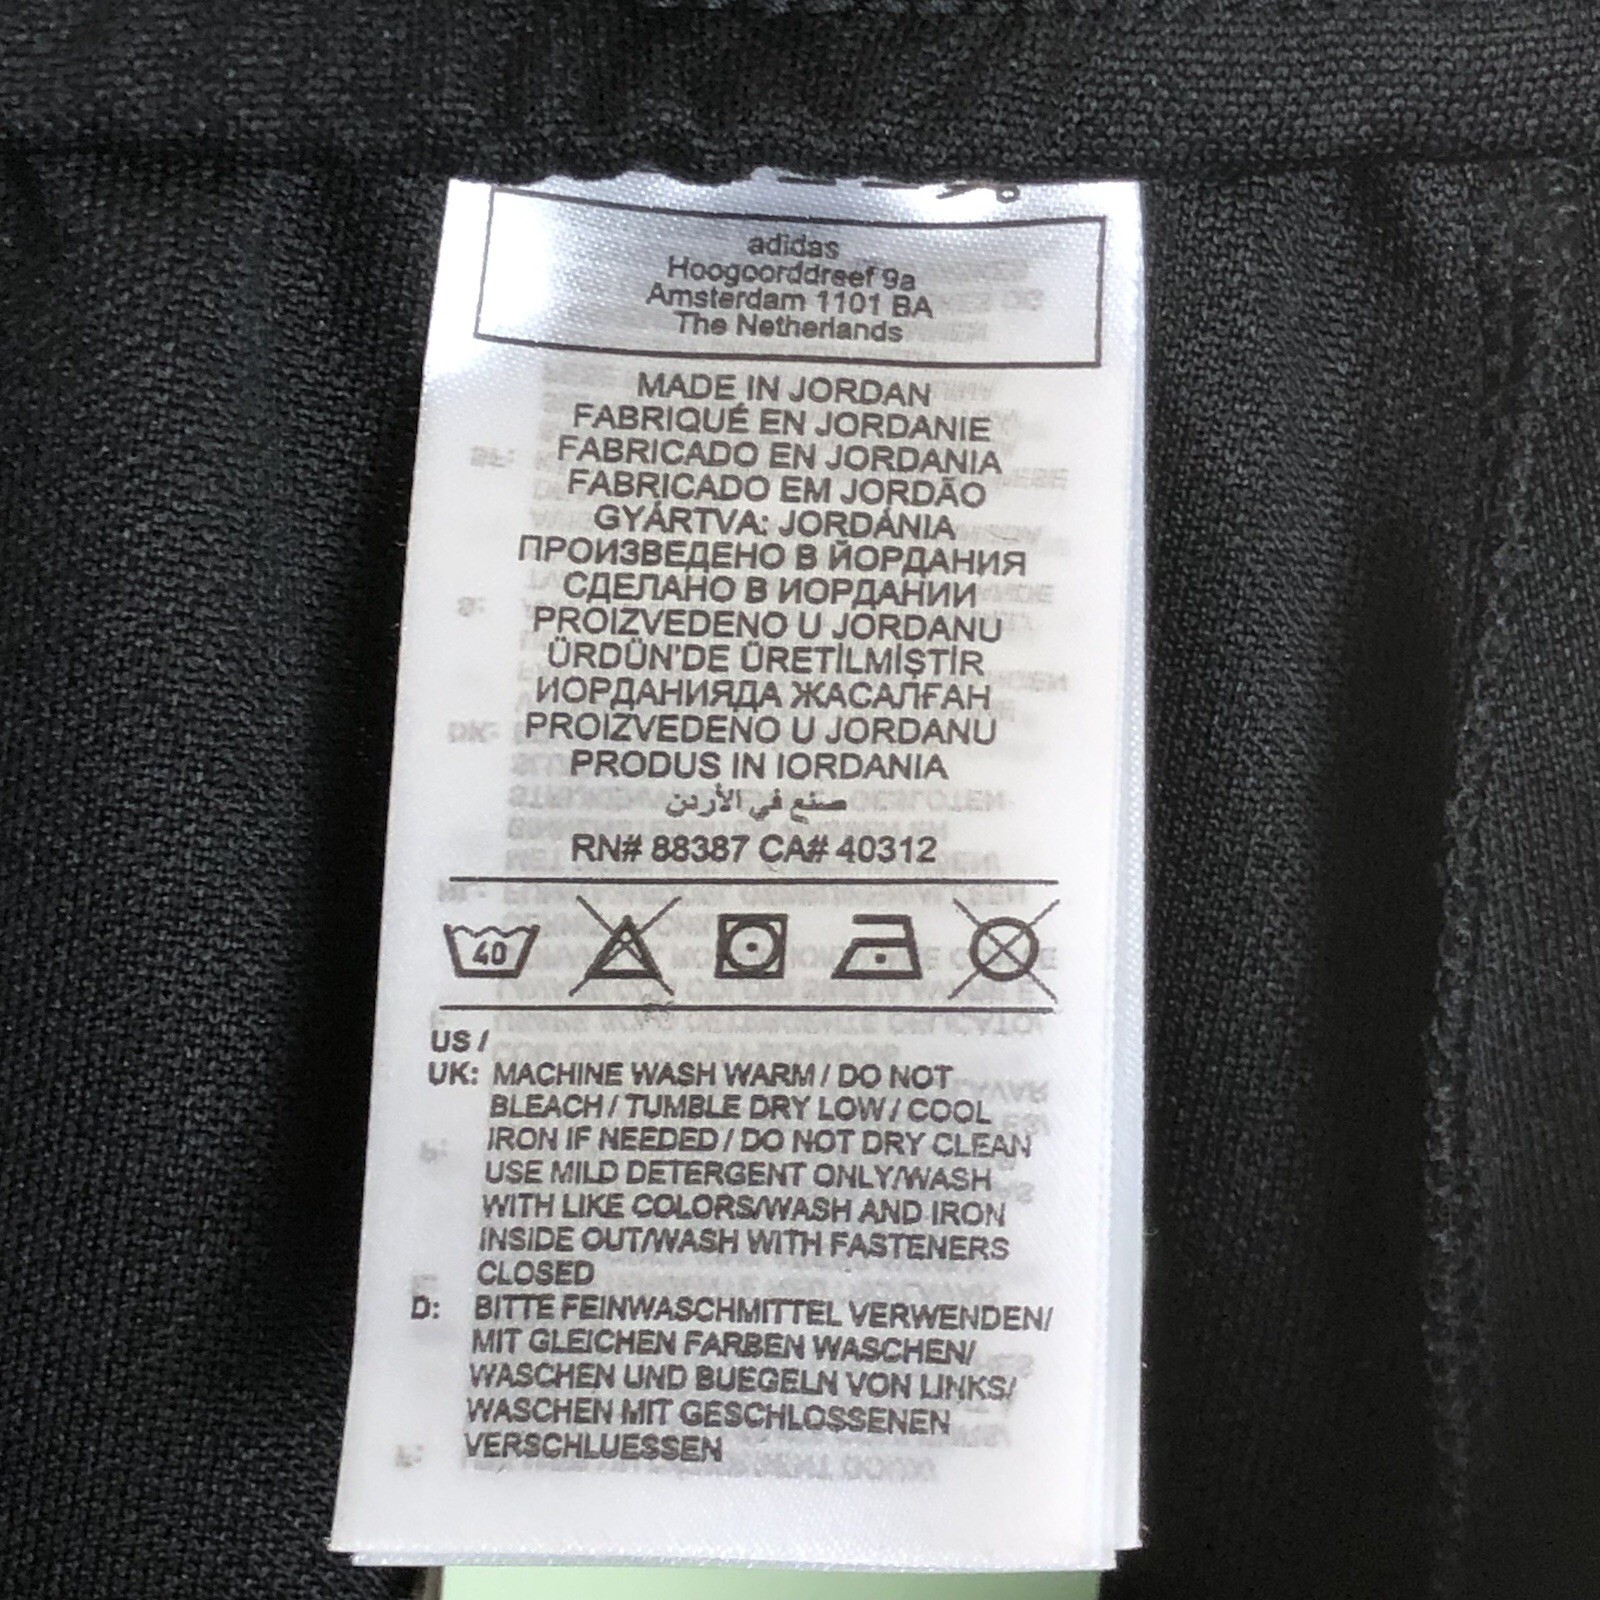 adidas
Hoogoorddreef 9a
Amsterdam 1101 BA
The Netherlands
MADE IN JORDAN
FABRIQUÉ EN JORDANIE
FABRICADO EN JORDANIA
FABRICADO EM JORDÃO
GYÁRTVA: JORDÁNIA
ПРОИЗВЕДЕНО В ЙОРДАНИЯ
СДЕЛАНО В ИОРДАНИИ
PROIZVEDENO U JORDANU
ÜRDÜN'DE ÜRETİLMİŞTİR
ИОРДАНИЯДА ЖАСАЛҒАН
PROIZVEDENO U JORDANU
PRODUS IN IORDANIA
صنع في الأردن
RN# 88387 CA# 40312
40
US /
UK: MACHINE WASH WARM / DO NOT
BLEACH / TUMBLE DRY LOW / COOL
IRON IF NEEDED / DO NOT DRY CLEAN
USE MILD DETERGENT ONLY/WASH
WITH LIKE COLORS/WASH AND IRON
INSIDE OUT/WASH WITH FASTENERS
CLOSED
D: BITTE FEINWASCHMITTEL VERWENDEN/
MIT GLEICHEN FARBEN WASCHEN/
WASCHEN UND BUEGELN VON LINKS/
WASCHEN MIT GESCHLOSSENEN
VERSCHLUESSEN